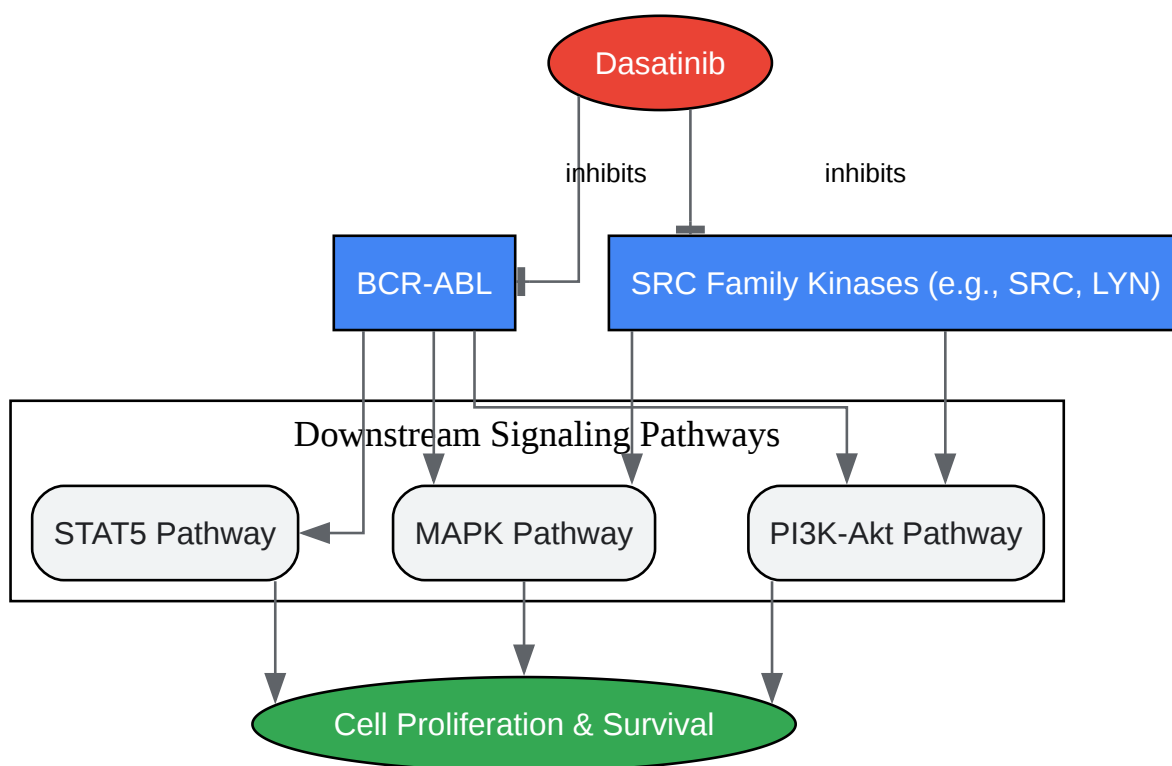 Dasatinib
inhibits
inhibits
BCR-ABL
SRC Family Kinases (e.g., SRC, LYN)
Downstream Signaling Pathways
STAT5 Pathway
MAPK Pathway
PI3K-Akt Pathway
Cell Proliferation & Survival